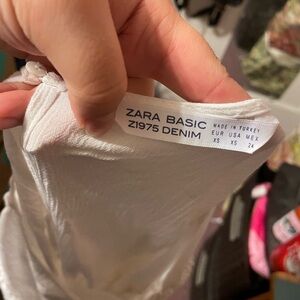 ZARA BASIC
Z1975 DENIM
MADE IN TURKEY
EUR USA MEX
XS XS 24